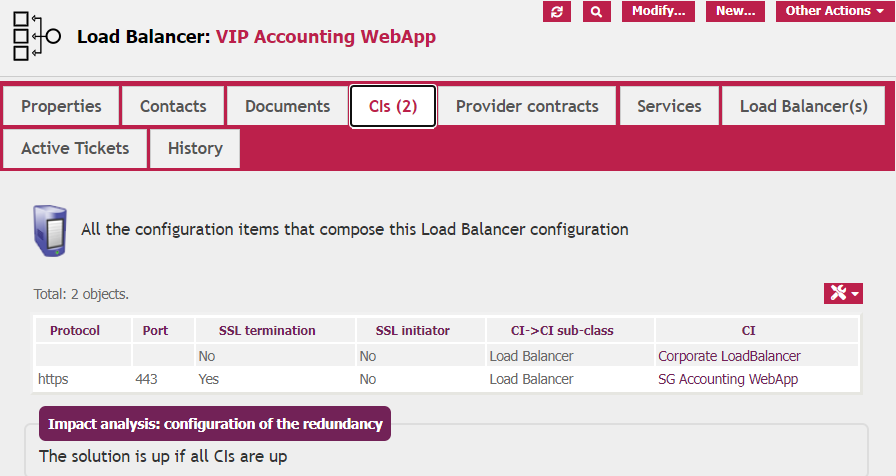 Modify... New... Other Actions
Load Balancer: VIP Accounting WebApp
Properties Contacts Documents CIs (2) Provider contracts Services Load Balancer(s)
Active Tickets History
All the configuration items that compose this Load Balancer configuration
Total: 2 objects.
Protocol Port SSL termination SSL initiator CI->CI sub-class CI
No No Load Balancer Corporate LoadBalancer
https 443 Yes No Load Balancer SG Accounting WebApp
Impact analysis: configuration of the redundancy
The solution is up if all CIs are up